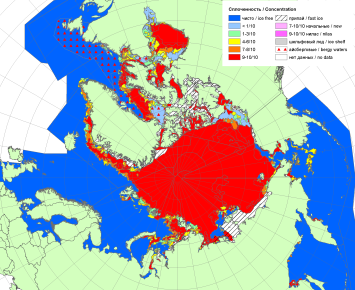 Сплоченность / Concentration
чисто / ice free
< 1/10
1-3/10
4-6/10
7-8/10
9-10/10
припай / fast ice
7-10/10 начальные / new
9-10/10 нилас / nilas
шельфовый лед / ice shelf
айсберговые / bergy waters
нет данных / no data